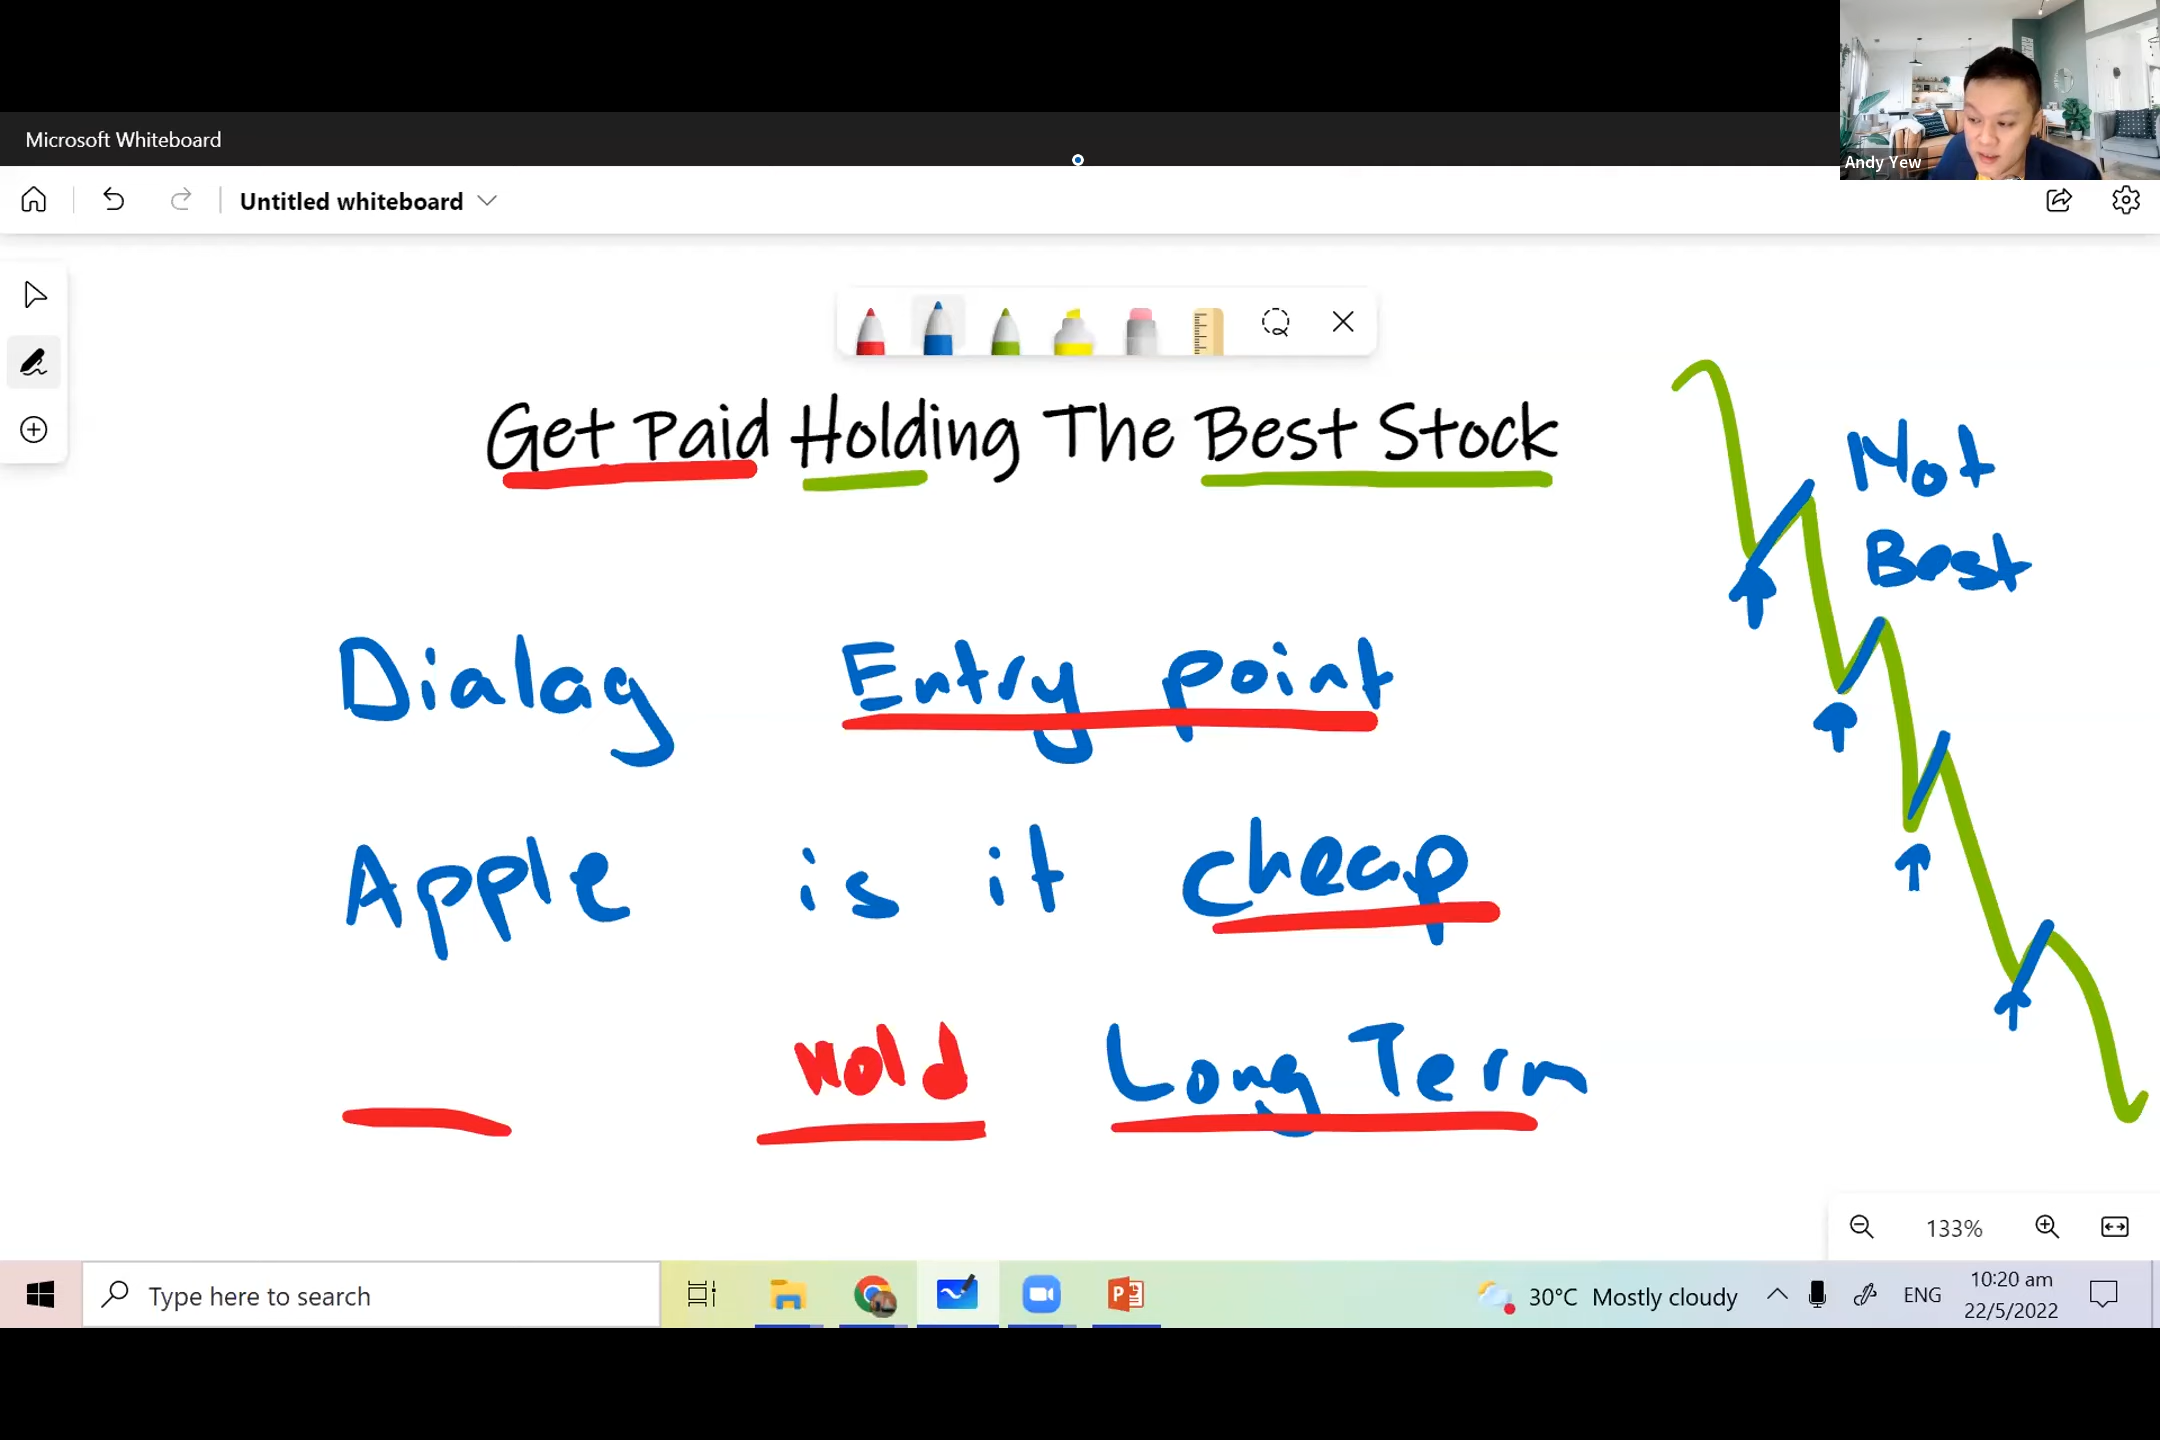 Andy Yew
Microsoft Whiteboard
Untitled whiteboard
Get Paid Holding The Best Stock
Not
Best
Dialag Entry point
Apple is it cheap
Hold Long Term
133%
Type here to search
30°C Mostly cloudy
ENG
10:20 am
22/5/2022